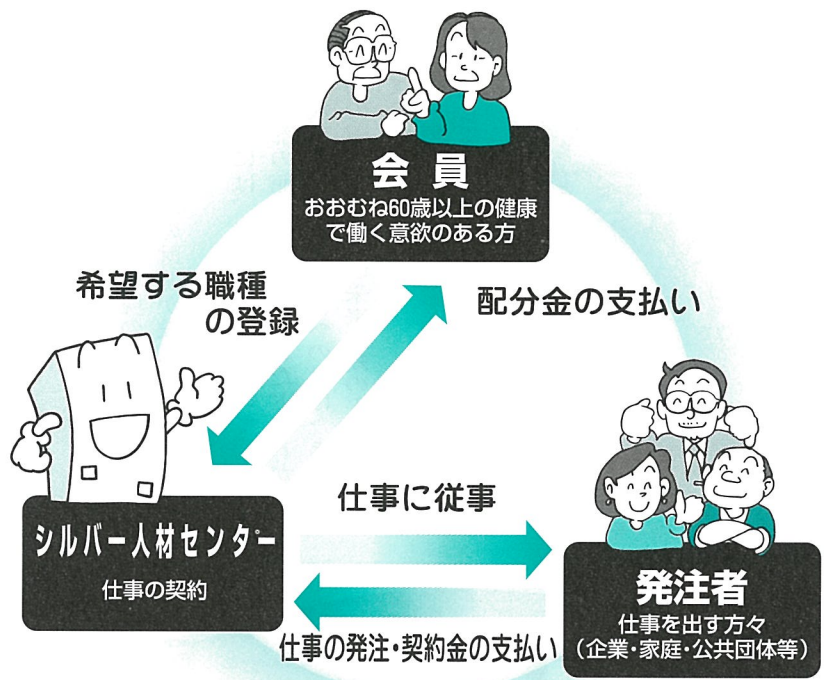 会員
おおむね60歳以上の健康
で働く意欲のある方
希望する職種
の登録
配分金の支払い
仕事に従事
シルバー人材センター
仕事の契約
発注者
仕事を出す方々
（企業・家庭・公共団体等）
仕事の発注・契約金の支払い